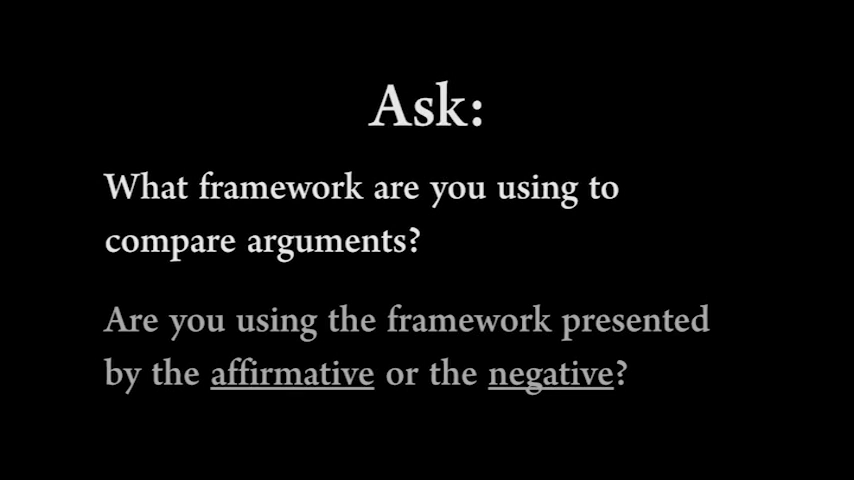 Ask:
What framework are you using to
compare arguments?
Are you using the framework presented
by the affirmative or the negative?